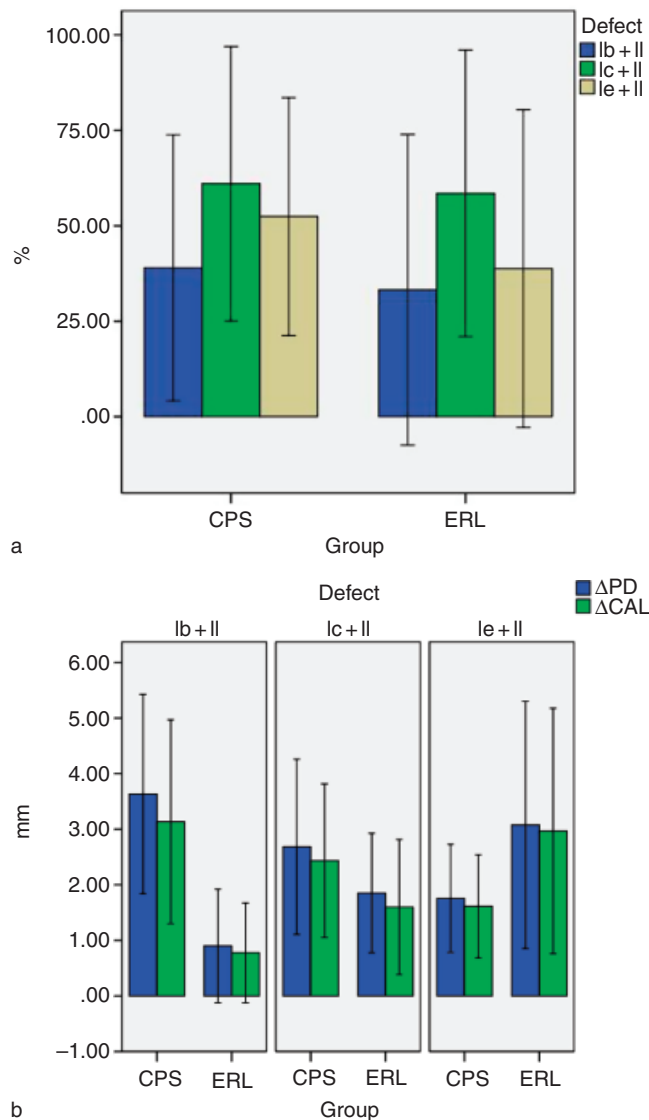 Defect
Ib + II
Ic + II
Ie + II
100.00
75.00
50.00
25.00
.00
%
CPS
ERL
Group
a
Defect
ΔPD
ΔCAL
Ib + II
Ic + II
Ie + II
6.00
5.00
4.00
3.00
2.00
1.00
.00
–1.00
mm
CPS
ERL
CPS
ERL
CPS
ERL
Group
b